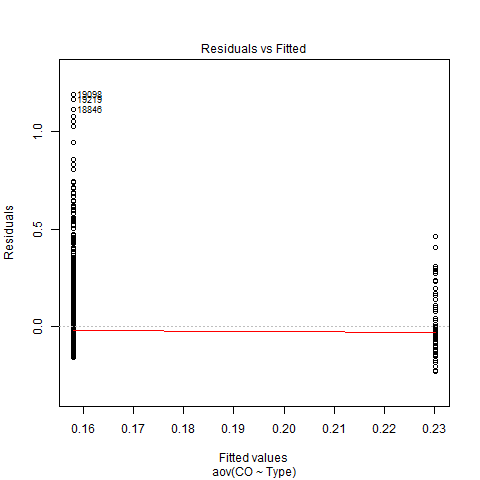 Residuals vs Fitted
19098
19219
18846
1.0
0.5
0.0
Residuals
0.16 0.17 0.18 0.19 0.20 0.21 0.22 0.23
Fitted values
aov(CO ~ Type)